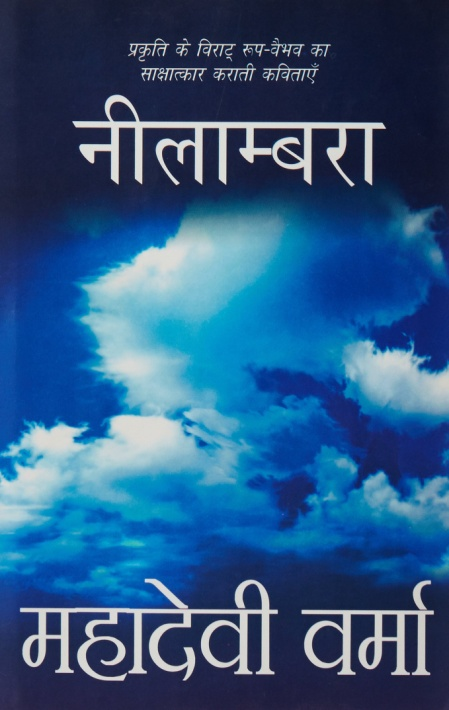 प्रकृति के विराट् रूप-वैभव का
साक्षात्कार कराती कविताएँ
नीलाम्बरा
महादेवी वर्मा